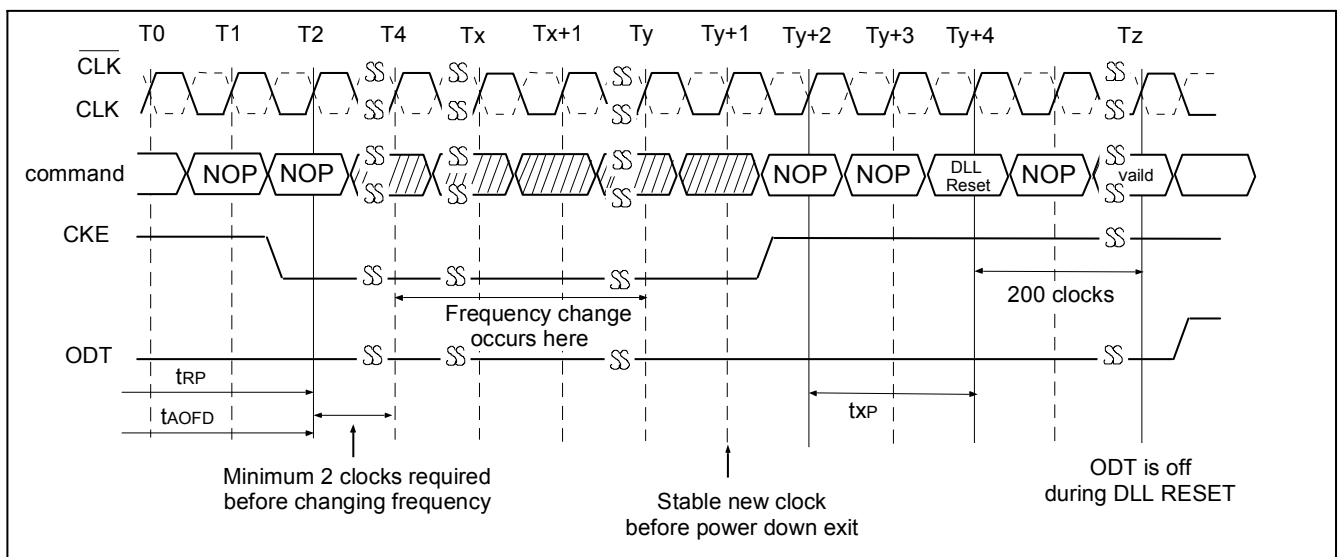 T0 T1 T2 T4 Tx Tx+1 Ty Ty+1 Ty+2 Ty+3 Ty+4 Tz
CLK
CLK
command NOP NOP NOP NOP DLL Reset NOP vaild
CKE
200 clocks
Frequency change
occurs here
ODT
tRP
tAOFD
txP
Minimum 2 clocks required
before changing frequency
Stable new clock
before power down exit
ODT is off
during DLL RESET